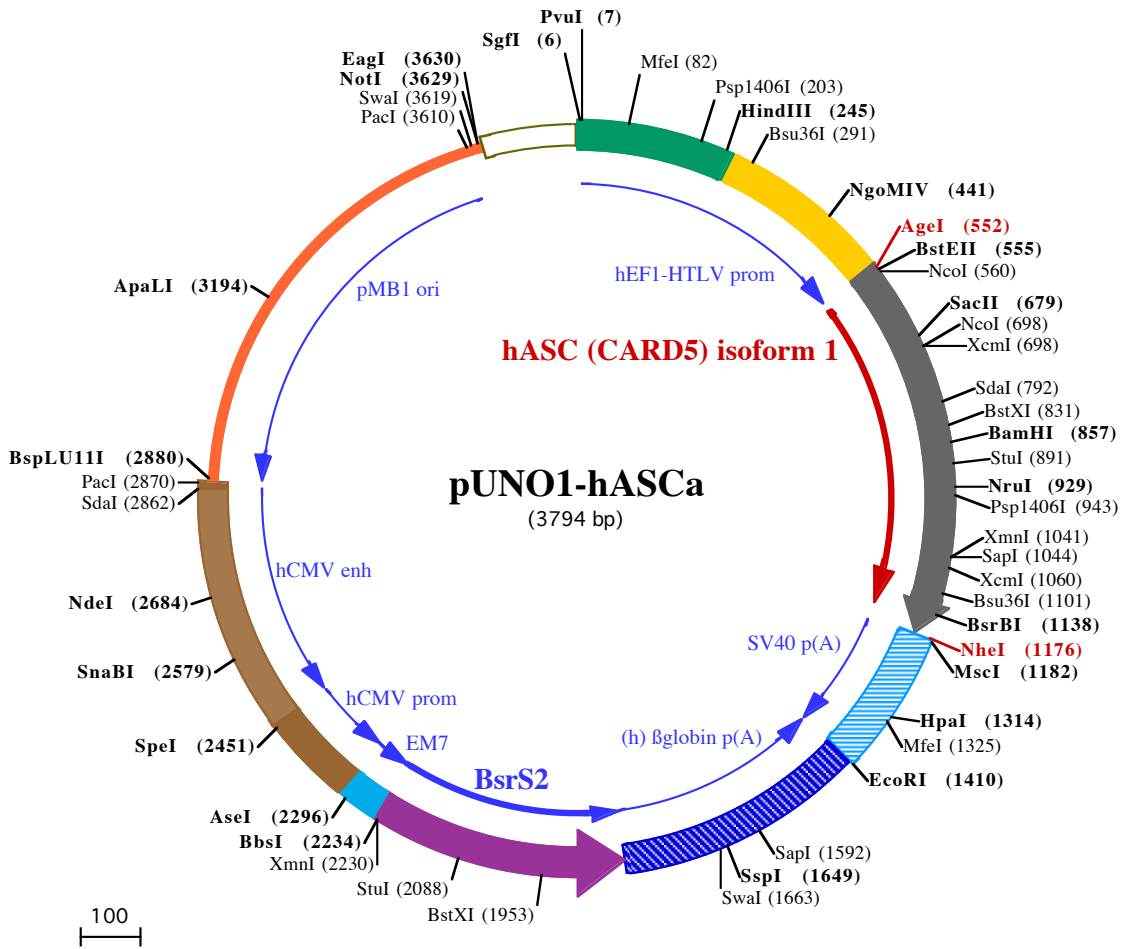 PvuI (7)
SgfI (6)
EagI (3630)
NotI (3629)
SwaI (3619)
PacI (3610)
MfeI (82)
Psp1406I (203)
HindIII (245)
Bsu36I (291)
NgoMIV (441)
AgeI (552)
BstEII (555)
NcoI (560)
SacII (679)
NcoI (698)
XcmI (698)
SdaI (792)
BstXI (831)
BamHI (857)
StuI (891)
NruI (929)
Psp1406I (943)
XmnI (1041)
SapI (1044)
XcmI (1060)
Bsu36I (1101)
BsrBI (1138)
NheI (1176)
MscI (1182)
HpaI (1314)
MfeI (1325)
EcoRI (1410)
SapI (1592)
SspI (1649)
SwaI (1663)
BstXI (1953)
StuI (2088)
XmnI (2230)
BbsI (2234)
AseI (2296)
SpeI (2451)
SnaBI (2579)
NdeI (2684)
SdaI (2862)
PacI (2870)
BspLU11I (2880)
ApaLI (3194)
hEF1-HTLV prom
pMB1 ori
hASC (CARD5) isoform 1
pUNO1-hASCa
(3794 bp)
hCMV enh
hCMV prom
EM7
BsrS2
(h) ßglobin p(A)
SV40 p(A)
100